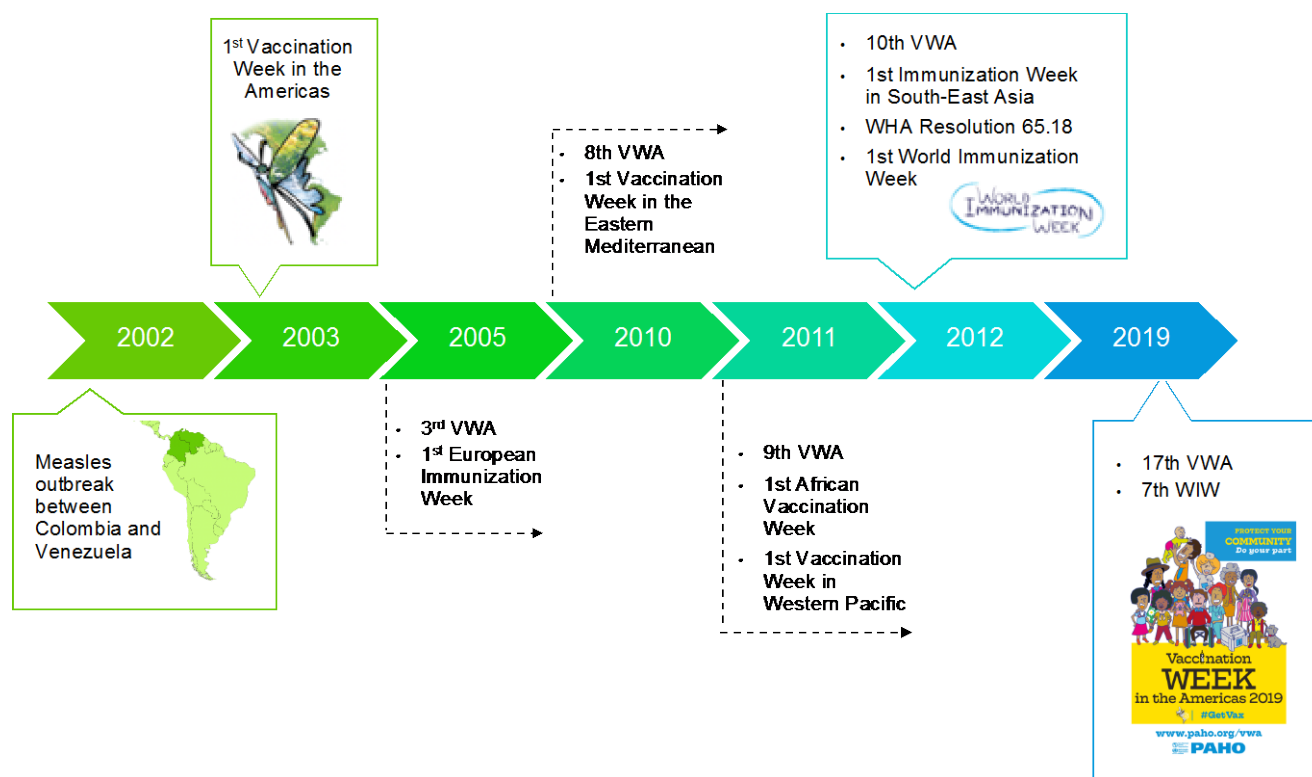 1st Vaccination
Week in the
Americas
• 8th VWA
• 1st Vaccination
Week in the
Eastern
Mediterranean
• 10th VWA
• 1st Immunization Week
in South-East Asia
• WHA Resolution 65.18
• 1st World Immunization
Week
WORLD
IMMUNIZATION
WEEK
2002
2003
2005
2010
2011
2012
2019
Measles
outbreak
between
Colombia and
Venezuela
• 3rd VWA
• 1st European
Immunization
Week
• 9th VWA
• 1st African
Vaccination
Week
• 1st Vaccination
Week in
Western Pacific
• 17th VWA
• 7th WIW
PROTECT YOUR
COMMUNITY
Do your part
Vaccination
WEEK
in the Americas 2019
#GetVax
www.paho.org/vwa
PAHO